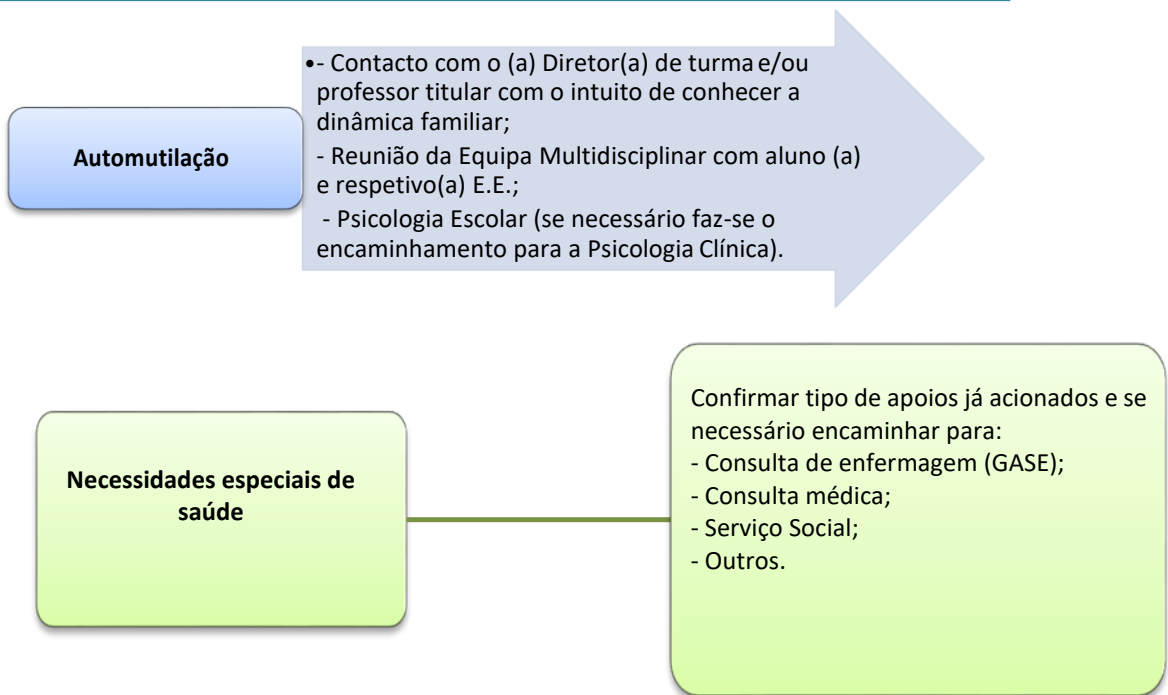 Automutilação
•- Contacto com o (a) Diretor(a) de turma e/ou
professor titular com o intuito de conhecer a
dinâmica familiar;
- Reunião da Equipa Multidisciplinar com aluno (a)
e respetivo(a) E.E.;
- Psicologia Escolar (se necessário faz-se o
encaminhamento para a Psicologia Clínica).
Necessidades especiais de
saúde
Confirmar tipo de apoios já acionados e se
necessário encaminhar para:
- Consulta de enfermagem (GASE);
- Consulta médica;
- Serviço Social;
- Outros.